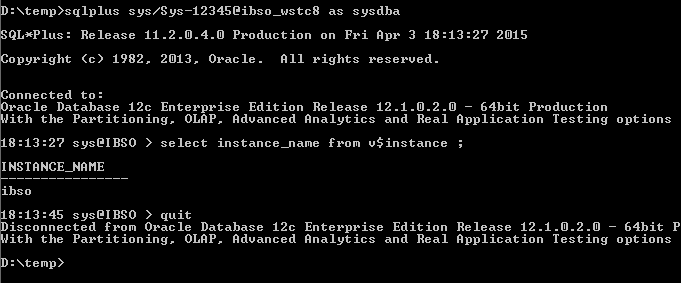 D:\temp>sqlplus sys/Sys-12345@ibso_wstc8 as sysdba
SQL*Plus: Release 11.2.0.4.0 Production on Fri Apr 3 18:13:27 2015
Copyright (c) 1982, 2013, Oracle.  All rights reserved.
Connected to:
Oracle Database 12c Enterprise Edition Release 12.1.0.2.0 - 64bit Production
With the Partitioning, OLAP, Advanced Analytics and Real Application Testing options
18:13:27 sys@IBSO > select instance_name from v$instance ;
INSTANCE_NAME
----------------
ibso
18:13:45 sys@IBSO > quit
Disconnected from Oracle Database 12c Enterprise Edition Release 12.1.0.2.0 - 64bit P
With the Partitioning, OLAP, Advanced Analytics and Real Application Testing options
D:\temp>